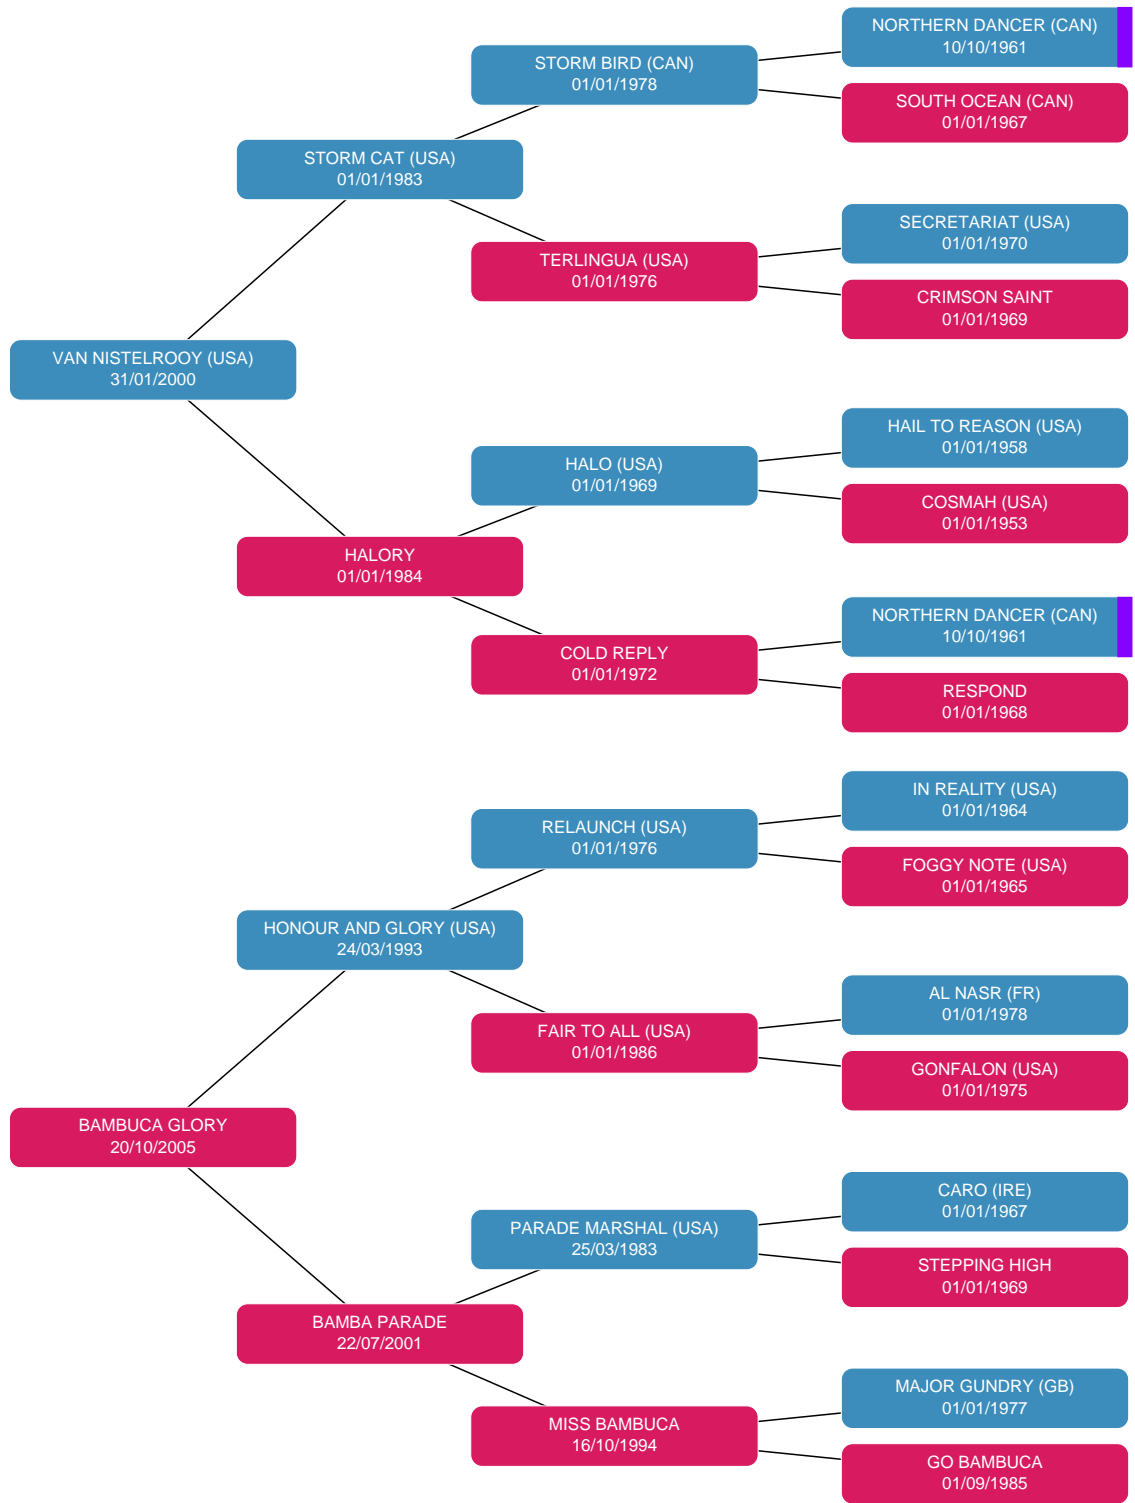 NORTHERN DANCER (CAN)
10/10/1961
STORM BIRD (CAN)
01/01/1978
SOUTH OCEAN (CAN)
01/01/1967
STORM CAT (USA)
01/01/1983
SECRETARIAT (USA)
01/01/1970
TERLINGUA (USA)
01/01/1976
CRIMSON SAINT
01/01/1969
VAN NISTELROOY (USA)
31/01/2000
HAIL TO REASON (USA)
01/01/1958
HALO (USA)
01/01/1969
COSMAH (USA)
01/01/1953
HALORY
01/01/1984
NORTHERN DANCER (CAN)
10/10/1961
COLD REPLY
01/01/1972
RESPOND
01/01/1968
IN REALITY (USA)
01/01/1964
RELAUNCH (USA)
01/01/1976
FOGGY NOTE (USA)
01/01/1965
HONOUR AND GLORY (USA)
24/03/1993
AL NASR (FR)
01/01/1978
FAIR TO ALL (USA)
01/01/1986
GONFALON (USA)
01/01/1975
BAMBUCA GLORY
20/10/2005
CARO (IRE)
01/01/1967
PARADE MARSHAL (USA)
25/03/1983
STEPPING HIGH
01/01/1969
BAMBA PARADE
22/07/2001
MAJOR GUNDRY (GB)
01/01/1977
MISS BAMBUCA
16/10/1994
GO BAMBUCA
01/09/1985